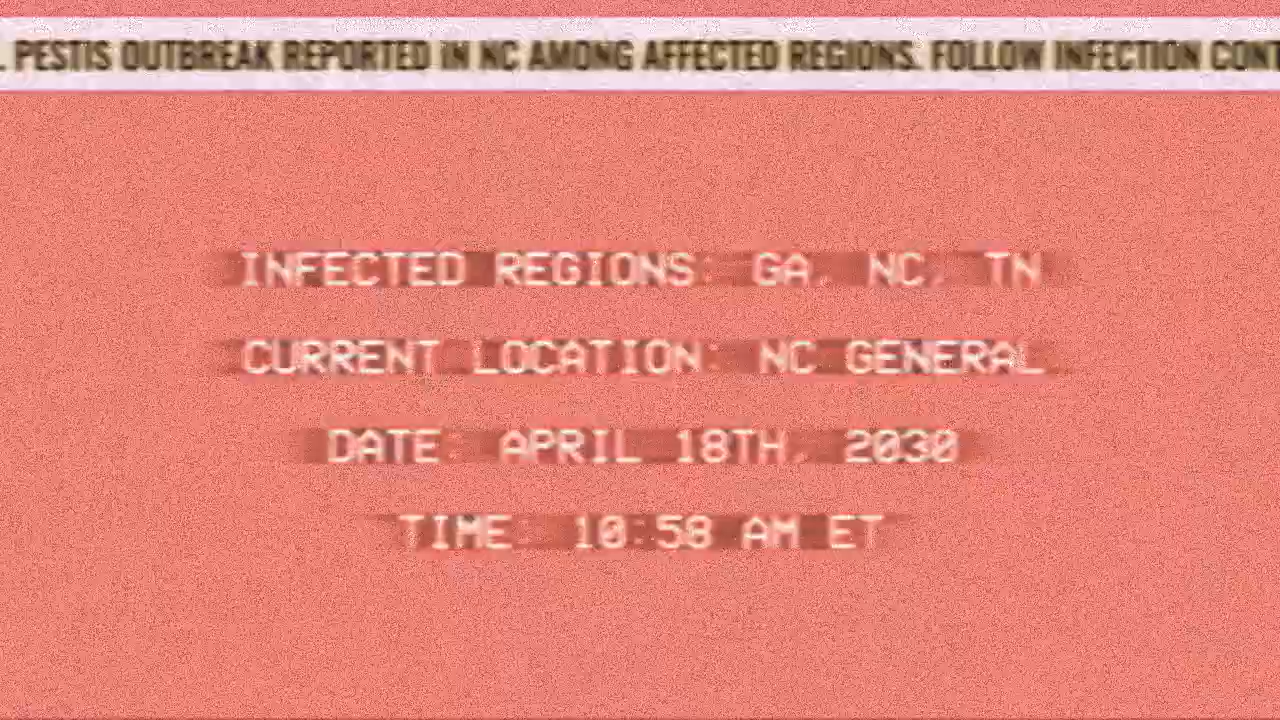 . PESTIS OUTBREAK REPORTED IN NC AMONG AFFECTED REGIONS. FOLLOW INFECTION CONT
INFECTED REGIONS: GA, NC, TN
CURRENT LOCATION: NC GENERAL
DATE: APRIL 18TH, 2030
TIME: 10:58 AM ET